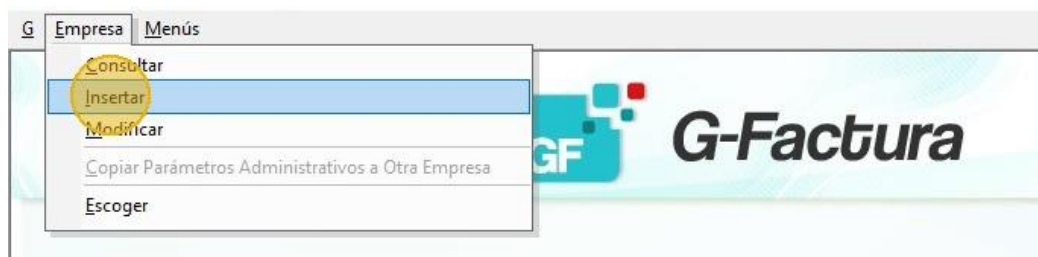 G Empresa Menús
Consultar
Insertar
Modificar
Copiar Parámetros Administrativos a Otra Empresa
Escoger
GF
G-Factura